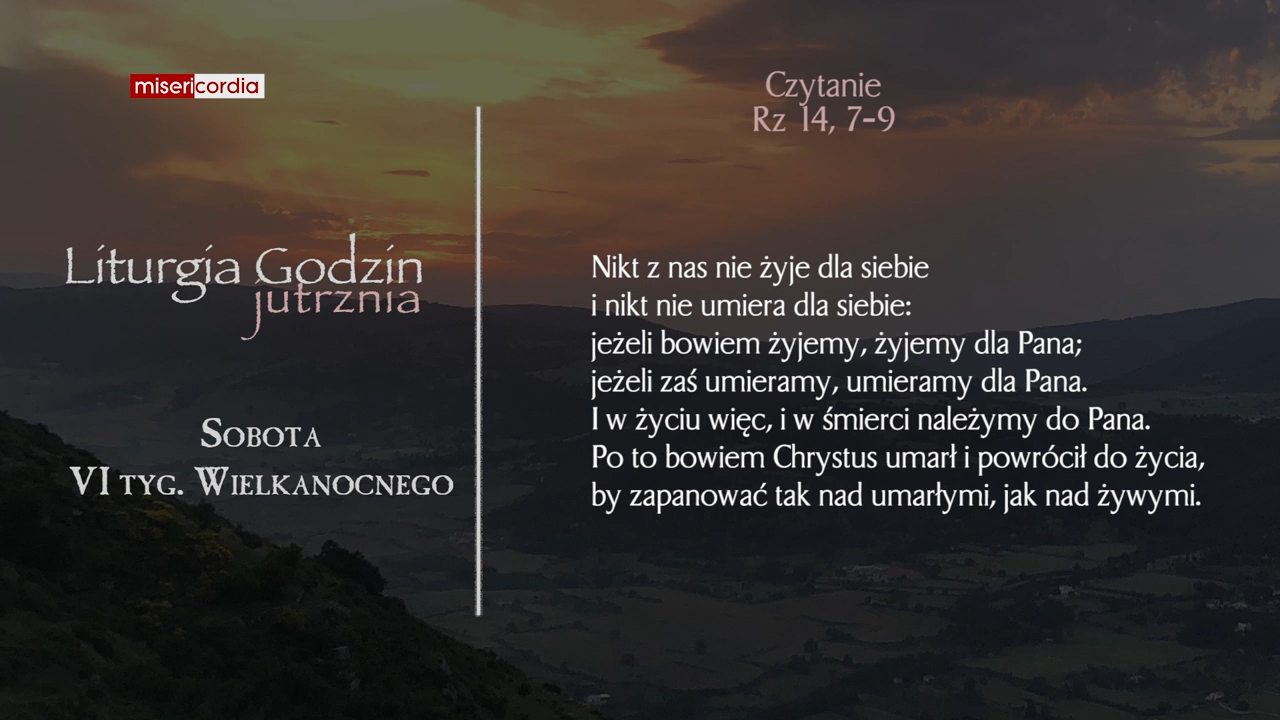 misericordia
Czytanie
Rz 14, 7-9
Liturgia Godzin
jutrznia
Sobota
VI tyg. Wielkanocnego
Nikt z nas nie żyje dla siebie
i nikt nie umiera dla siebie:
jeżeli bowiem żyjemy, żyjemy dla Pana;
jeżeli zaś umieramy, umieramy dla Pana.
I w życiu więc, i w śmierci należymy do Pana.
Po to bowiem Chrystus umarł i powrócił do życia,
by zapanować tak nad umarłymi, jak nad żywymi.